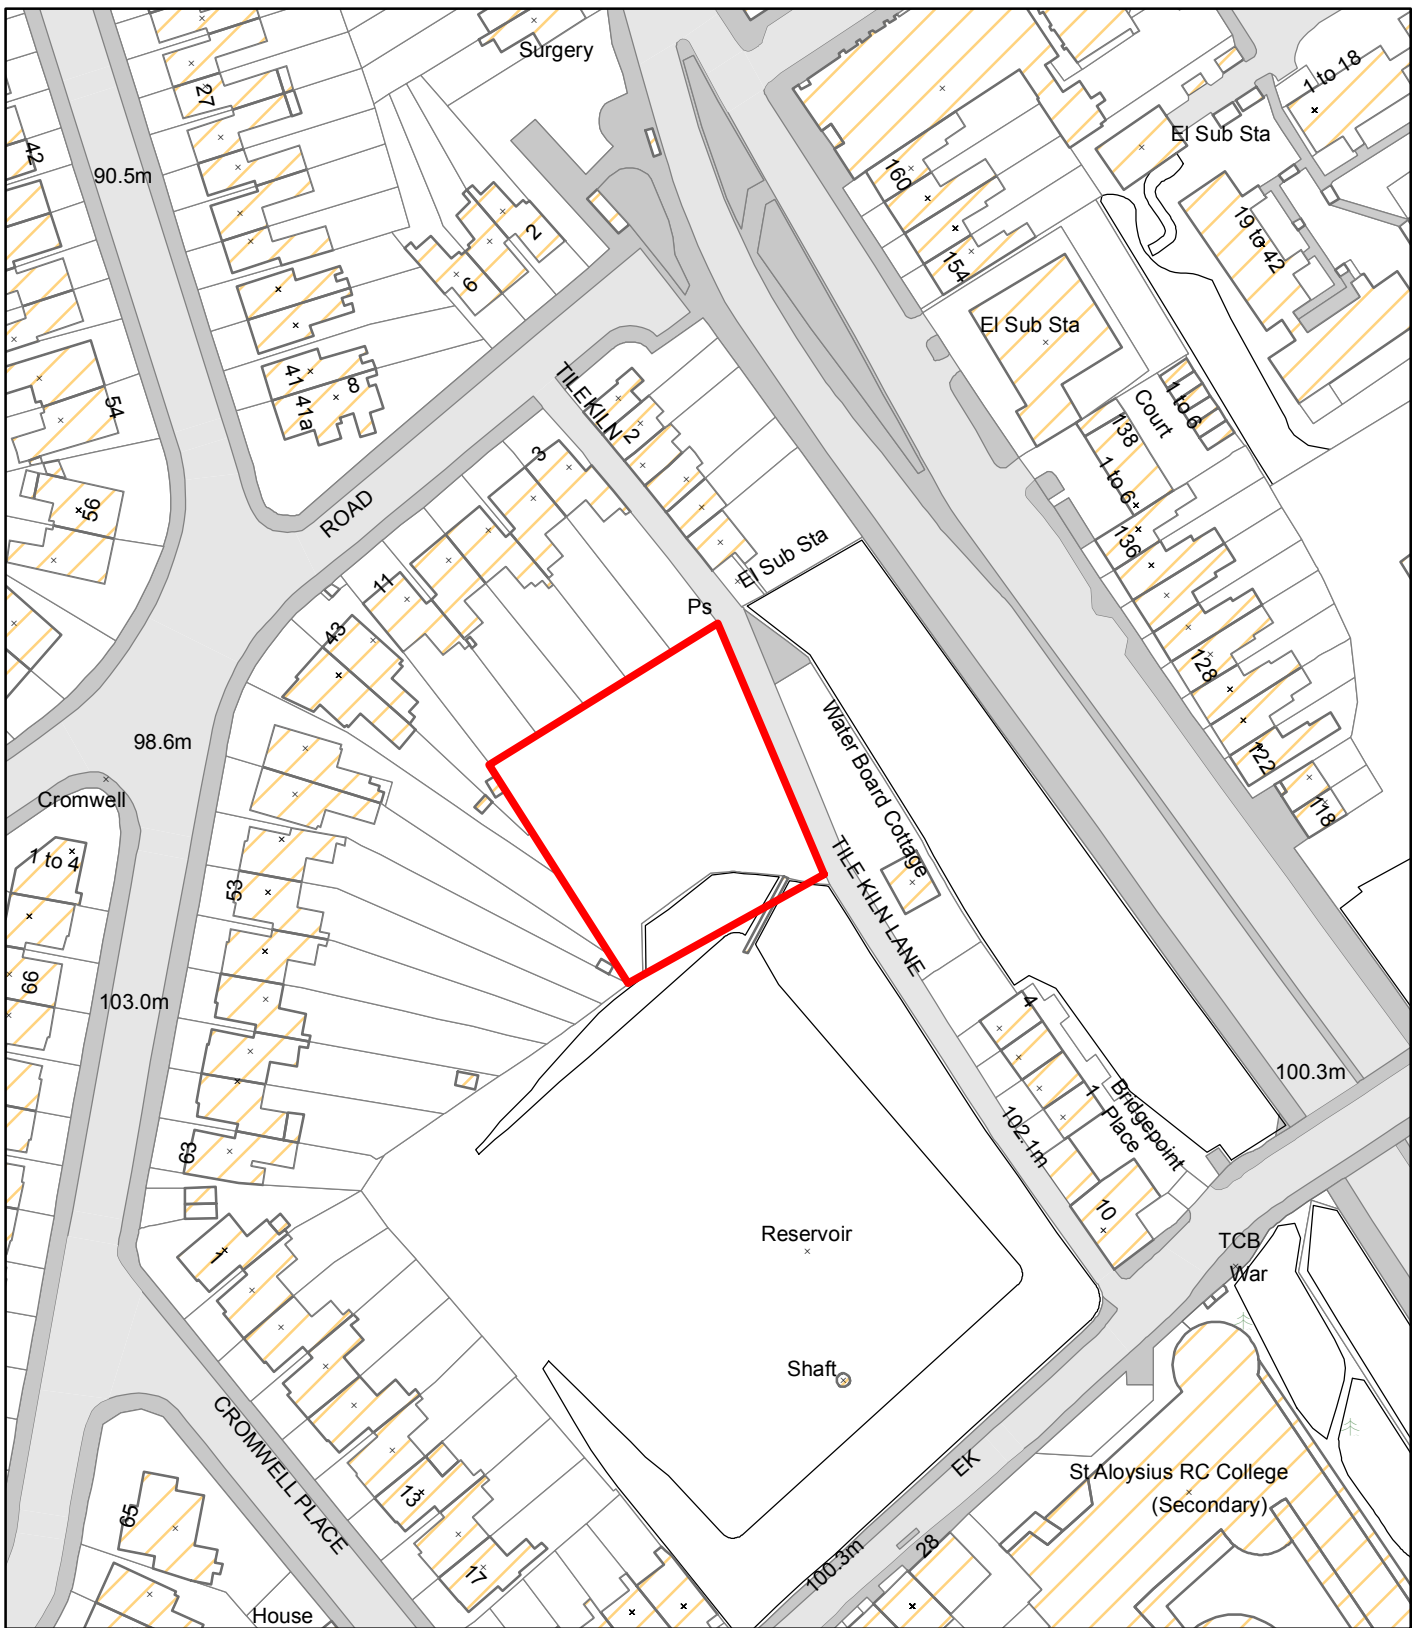 Surgery
27
42
90.5m
1 to 18
El Sub Sta
160
154
19 to 42
2
6
El Sub Sta
41
41a
8
54
TILEKILN
2
Court
1 to 6
138
1 to 6
136
3
56
ROAD
El Sub Sta
11
43
Ps
128
122
118
98.6m
Cromwell
Water Board Cottage
1 to 4
53
TILE KILN LANE
66
103.0m
4
100.3m
1
Bridgepoint
Place
102.1m
63
10
1
Reservoir
TCB
War
Shaft
CROMWELL PLACE
13
EK
St Aloysius RC College
(Secondary)
65
17
100.3m
28
House